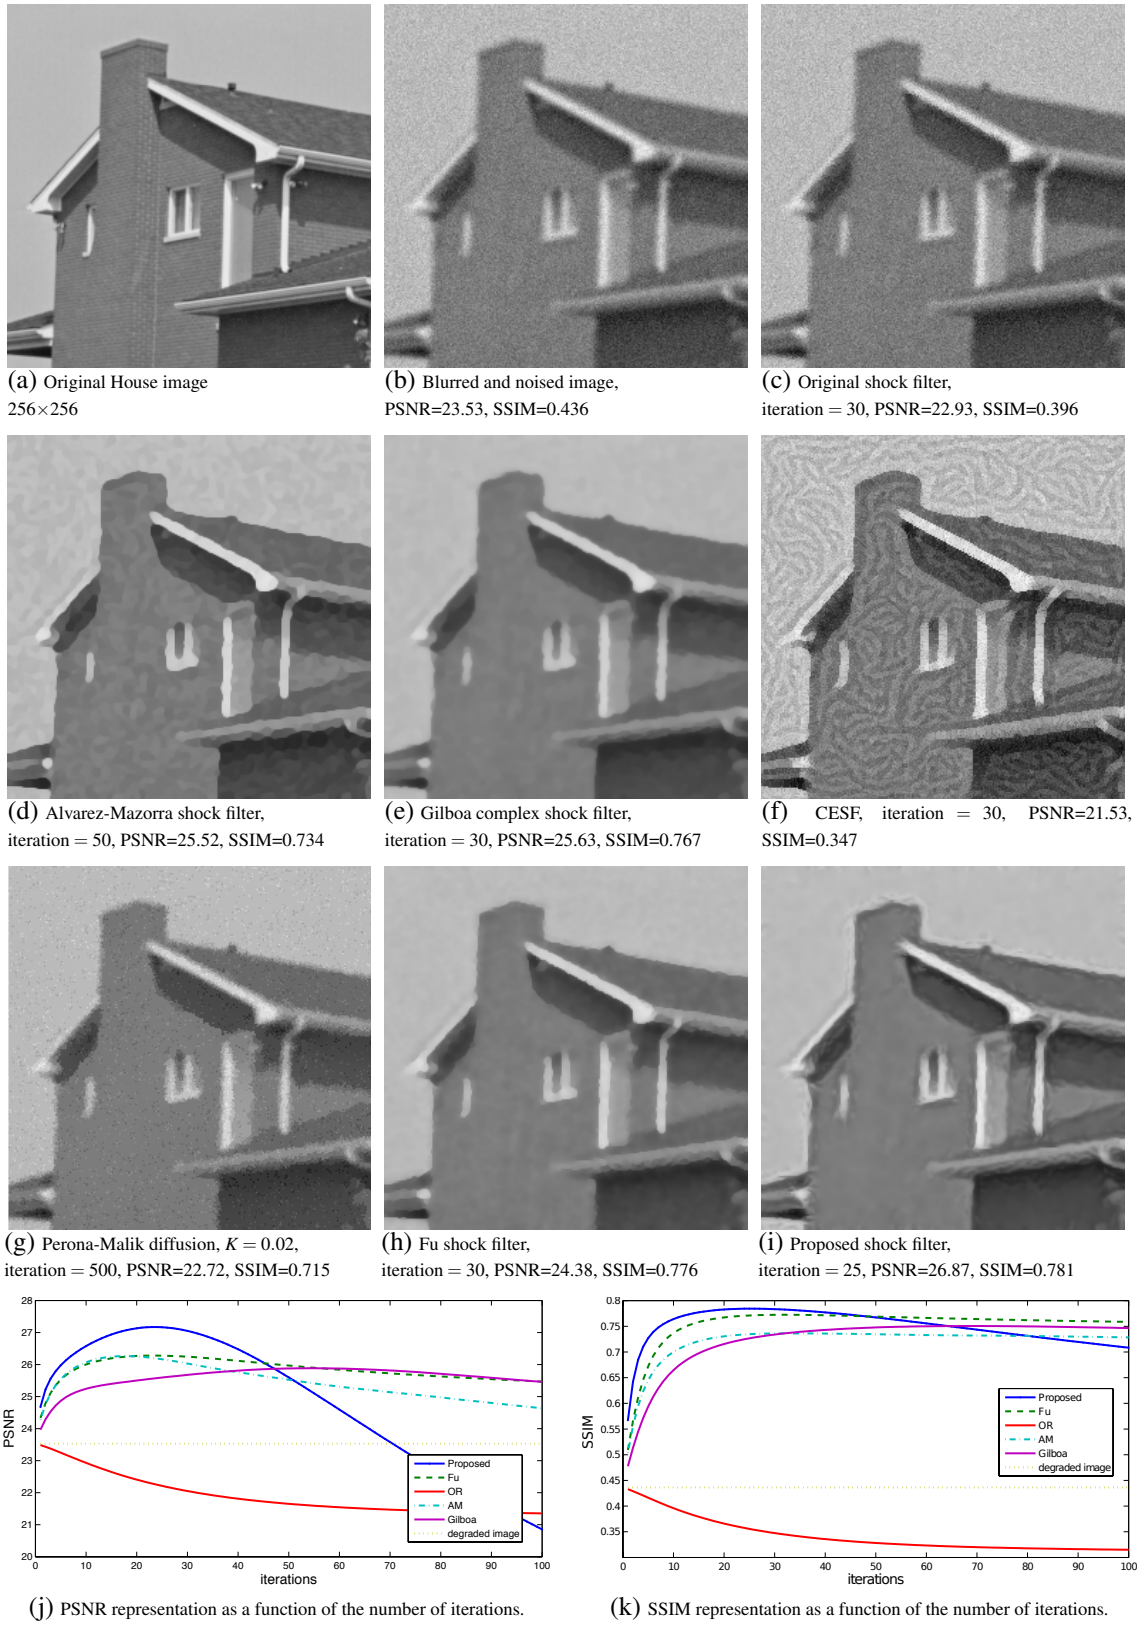 (a) Original House image
256×256
(b) Blurred and noised image,
PSNR=23.53, SSIM=0.436
(c) Original shock filter,
iteration = 30, PSNR=22.93, SSIM=0.396
(d) Alvarez-Mazorra shock filter,
iteration = 50, PSNR=25.52, SSIM=0.734
(e) Gilboa complex shock filter,
iteration = 30, PSNR=25.63, SSIM=0.767
(f) CESF, iteration = 30, PSNR=21.53,
SSIM=0.347
(g) Perona-Malik diffusion, K = 0.02,
iteration = 500, PSNR=22.72, SSIM=0.715
(h) Fu shock filter,
iteration = 30, PSNR=24.38, SSIM=0.776
(i) Proposed shock filter,
iteration = 25, PSNR=26.87, SSIM=0.781
28
27
26
25
24
23
22
21
20
PSNR
0 10 20 30 40 50 60 70 80 90 100
iterations
Proposed
Fu
OR
AM
Gilboa
degraded image
(j) PSNR representation as a function of the number of iterations.
0.8
0.75
0.7
0.65
0.6
0.55
0.5
0.45
0.4
0.35
SSIM
0 10 20 30 40 50 60 70 80 90 100
iterations
Proposed
Fu
OR
AM
Gilboa
degraded image
(k) SSIM representation as a function of the number of iterations.